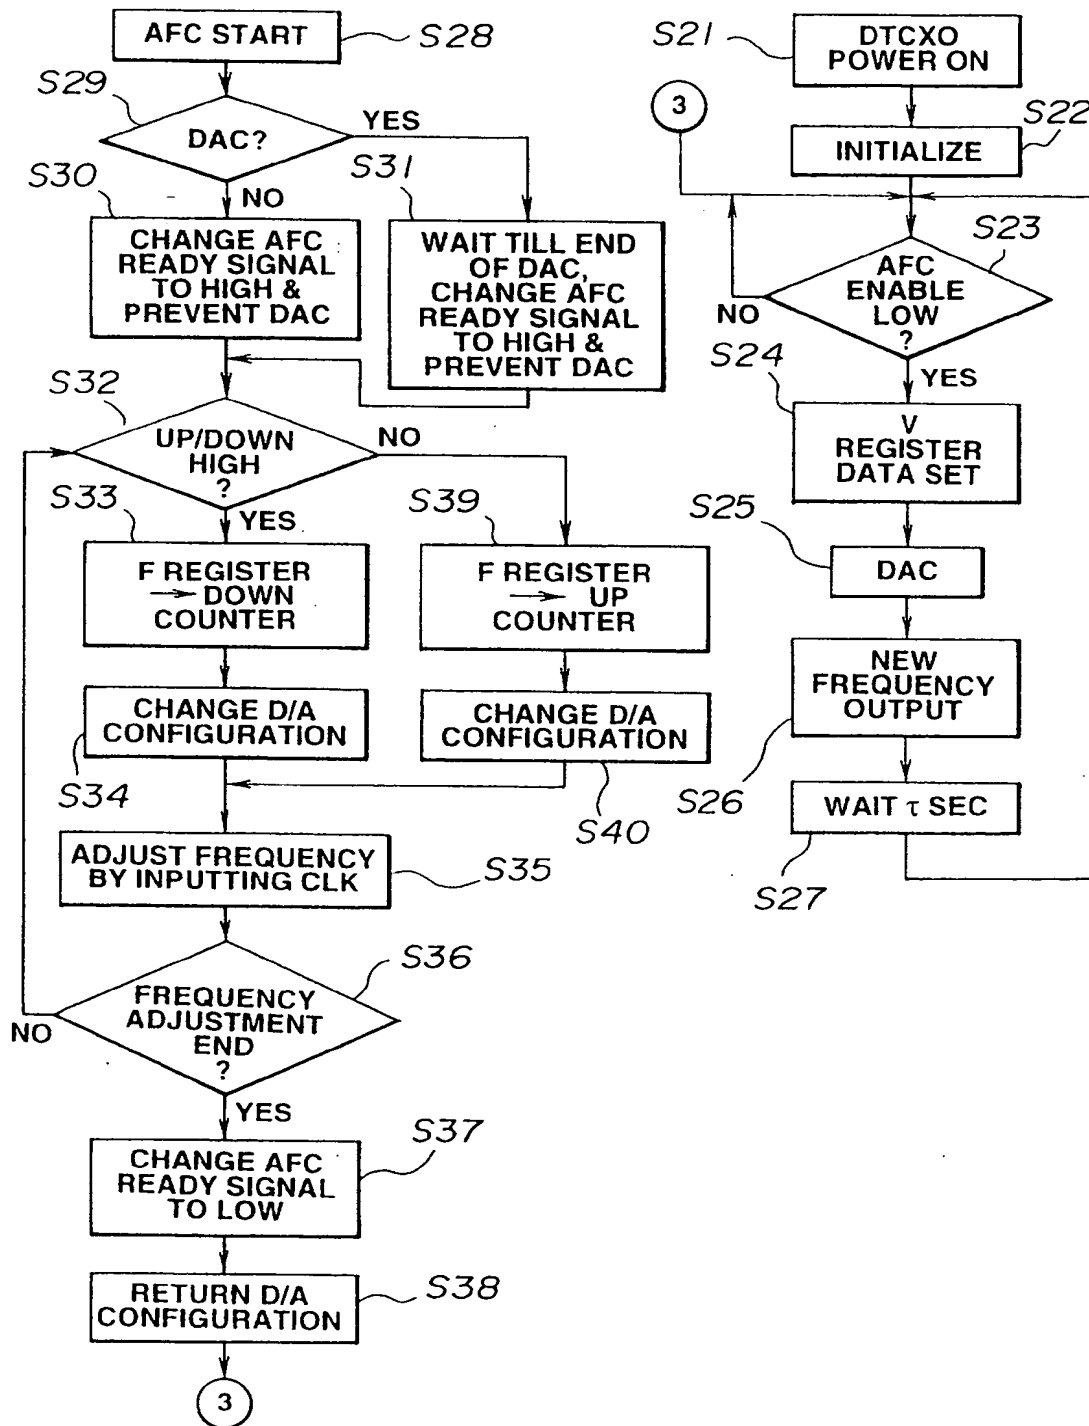 AFC START
S28
S29
DAC?
YES
NO
S30
CHANGE AFC
READY SIGNAL
TO HIGH &
PREVENT DAC
S31
WAIT TILL END
OF DAC,
CHANGE AFC
READY SIGNAL
TO HIGH &
PREVENT DAC
S32
UP/DOWN
HIGH
?
NO
YES
S33
F REGISTER
→ DOWN
COUNTER
S39
F REGISTER
→ UP
COUNTER
CHANGE D/A
CONFIGURATION
S34
CHANGE D/A
CONFIGURATION
S40
ADJUST FREQUENCY
BY INPUTTING CLK
S35
S36
FREQUENCY
ADJUSTMENT
END
?
NO
YES
S37
CHANGE AFC
READY SIGNAL
TO LOW
RETURN D/A
CONFIGURATION
S38
3
S21
DTCXO
POWER ON
3
S22
INITIALIZE
S23
AFC
ENABLE
LOW
?
NO
YES
S24
V
REGISTER
DATA SET
S25
DAC
NEW
FREQUENCY
OUTPUT
S26
WAIT τ SEC
S27